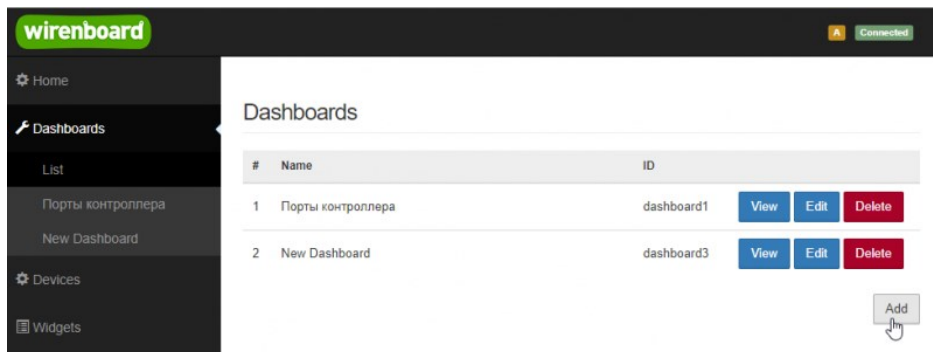 wirenboard
A Connected
Home
Dashboards
List
Порты контроллера
New Dashboard
Devices
Widgets
Dashboards
# Name ID
1 Порты контроллера dashboard1 View Edit Delete
2 New Dashboard dashboard3 View Edit Delete
Add